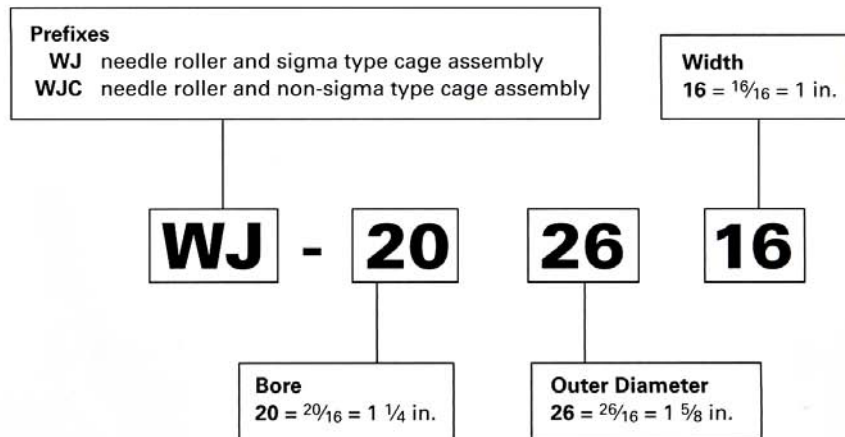 Prefixes
WJ needle roller and sigma type cage assembly
WJC needle roller and non-sigma type cage assembly
Width
16 = 16/16 = 1 in.
WJ - 20 26 16
Bore
20 = 20/16 = 1 1/4 in.
Outer Diameter
26 = 26/16 = 1 5/8 in.